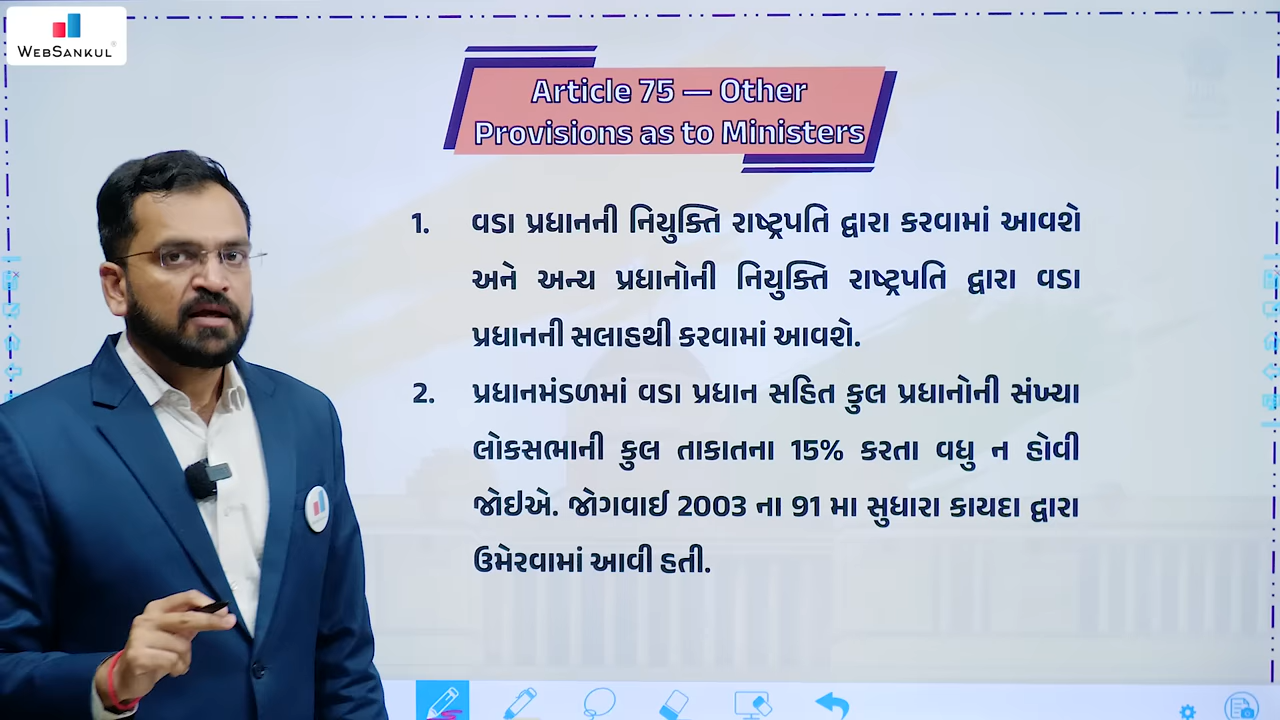 WEBSANKUL
Article 75 — Other
Provisions as to Ministers
1. વડા પ્રધાનની નિયુક્તિ રાષ્ટ્રપતિ દ્વારા કરવામાં આવશે
અને અન્ય પ્રધાનોની નિયુક્તિ રાષ્ટ્રપતિ દ્વારા વડા
પ્રધાનની સલાહથી કરવામાં આવશે.
2. પ્રધાનમંડળમાં વડા પ્રધાન સહિત કુલ પ્રધાનોની સંખ્યા
લોકસભાની કુલ તાકાતના 15% કરતા વધુ ન હોવી
જોઈએ. જોગવાઈ 2003 ના 91 મા સુધારા કાયદા દ્વારા
ઉમેરવામાં આવી હતી.